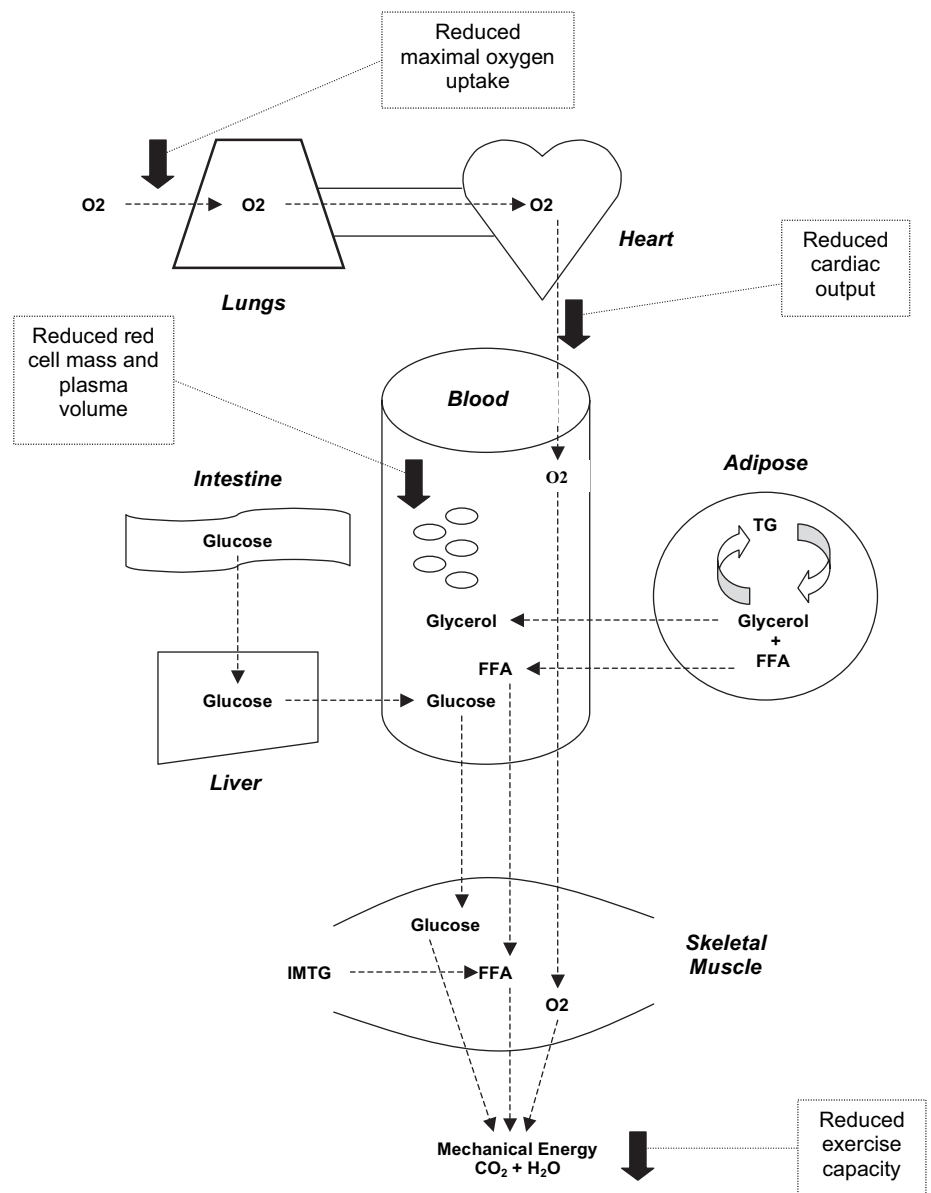 Reduced
maximal oxygen
uptake
O2
O2
O2
Heart
Lungs
Reduced
cardiac
output
Reduced red
cell mass and
plasma
volume
Blood
O2
Intestine
Glucose
Adipose
TG
Glycerol
+
FFA
Glycerol
FFA
Glucose
Glucose
Liver
Glucose
IMTG
FFA
O2
Skeletal
Muscle
Mechanical Energy
CO₂ + H₂O
Reduced
exercise
capacity